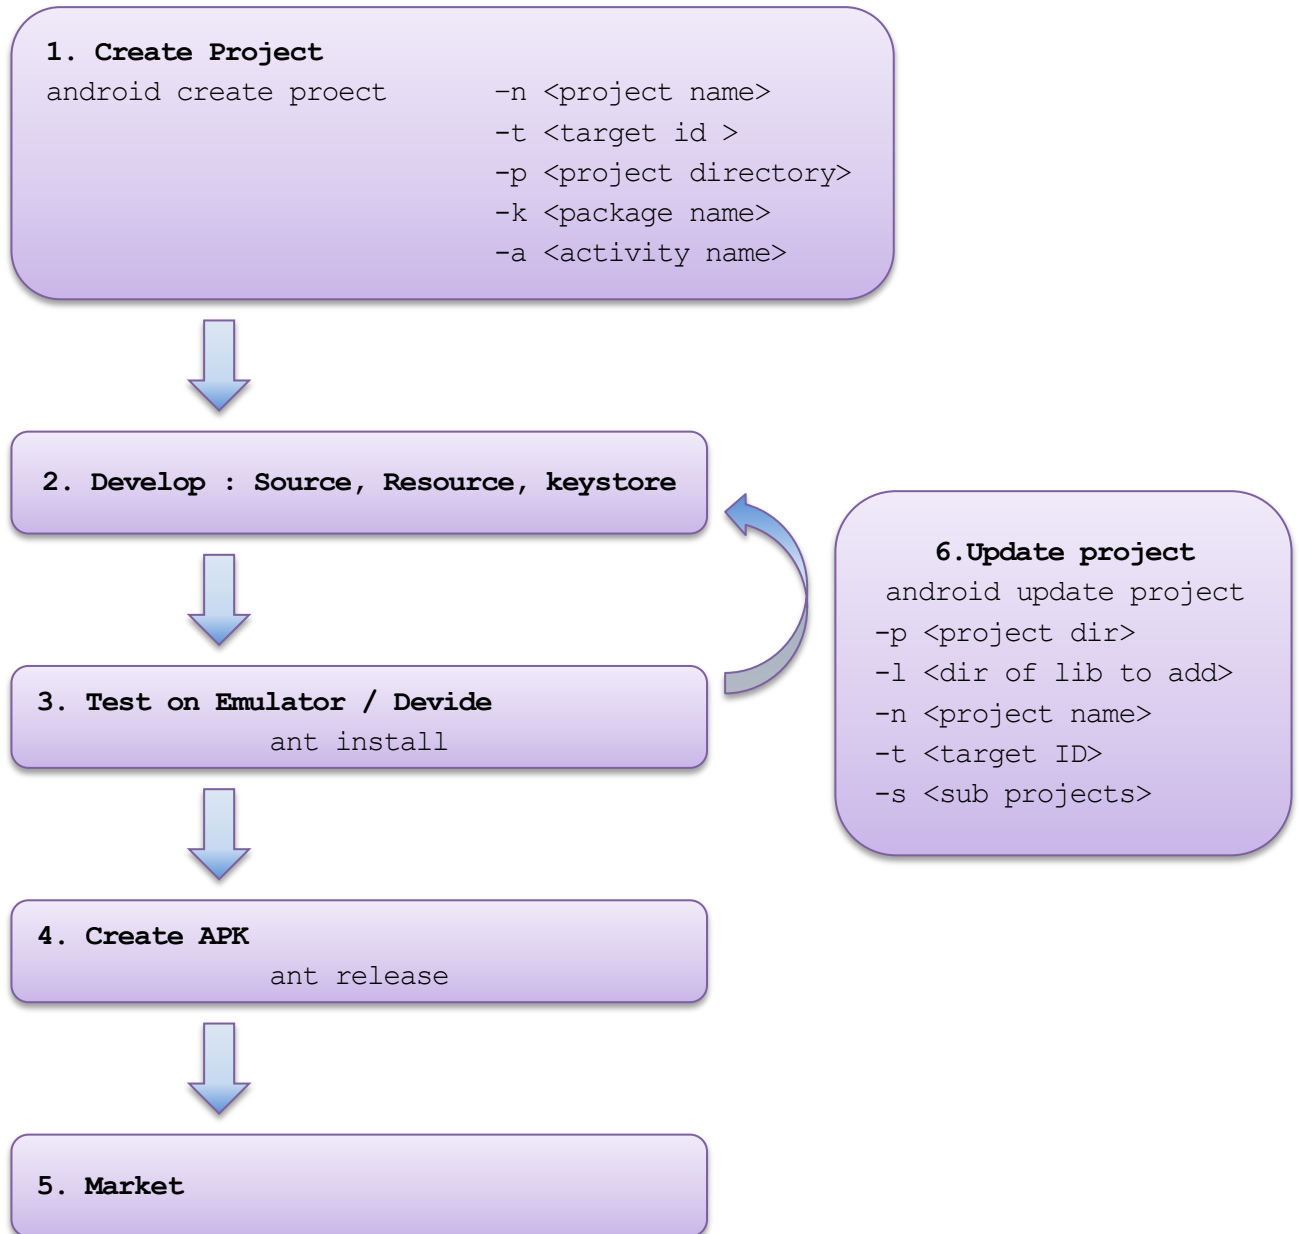 1. Create Project
android create proect –n <project name>
-t <target id >
-p <project directory>
-k <package name>
-a <activity name>
2. Develop : Source, Resource, keystore
3. Test on Emulator / Devide
ant install
4. Create APK
ant release
5. Market
6.Update project
android update project
-p <project dir>
-l <dir of lib to add>
-n <project name>
-t <target ID>
-s <sub projects>